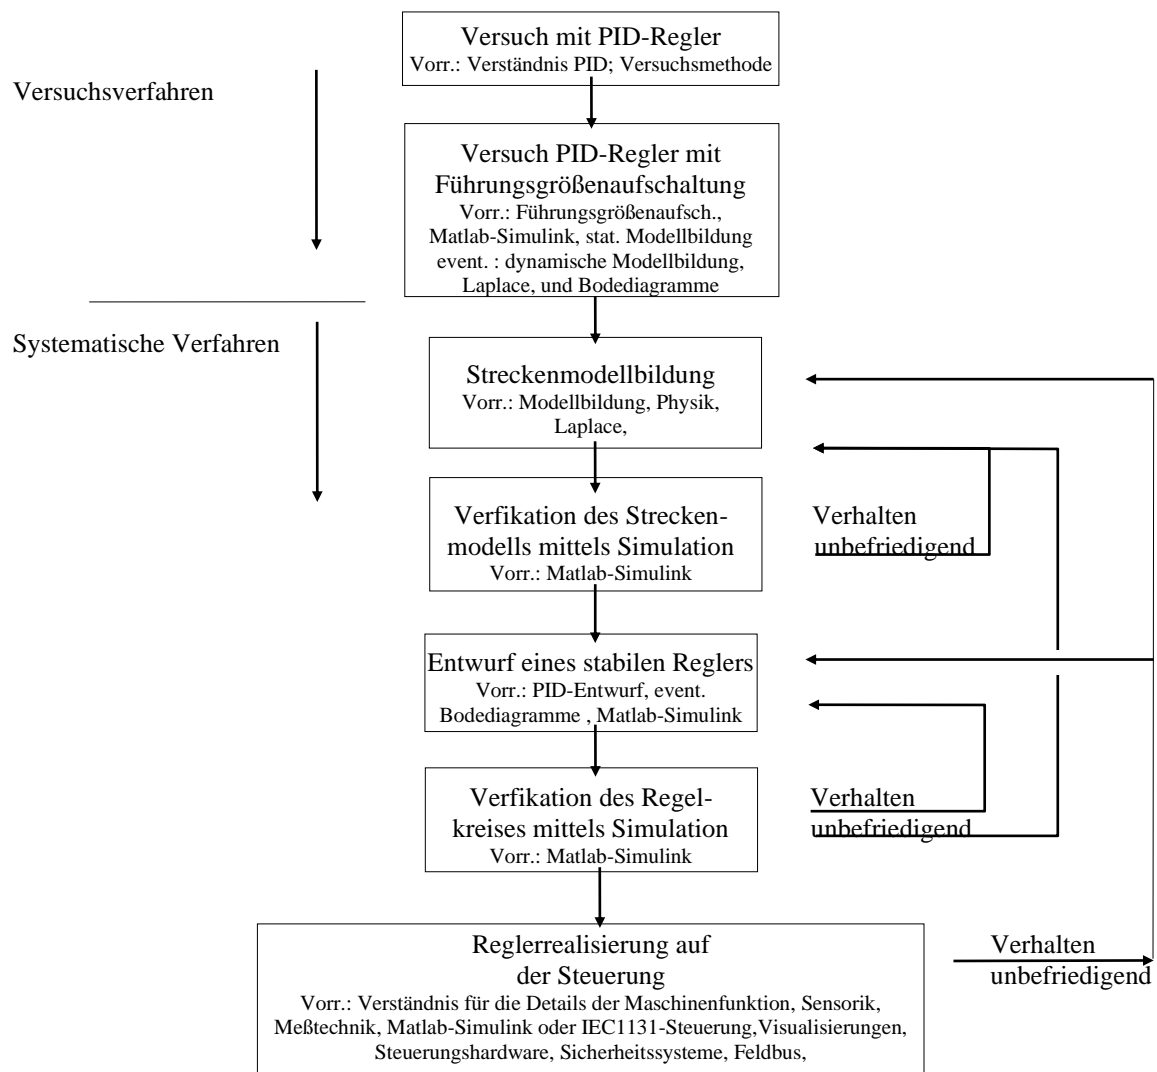 Versuch mit PID-Regler
Vorr.: Verständnis PID; Versuchsmethode
Versuchsverfahren
Versuch PID-Regler mit
Führungsgrößenaufschaltung
Vorr.: Führungsgrößenaufsch.,
Matlab-Simulink, stat. Modellbildung
event. : dynamische Modellbildung,
Laplace, und Bodediagramme
Systematische Verfahren
Streckenmodellbildung
Vorr.: Modellbildung, Physik,
Laplace,
Verfikation des Strecken-
modells mittels Simulation
Vorr.: Matlab-Simulink
Verhalten
unbefriedigend
Entwurf eines stabilen Reglers
Vorr.: PID-Entwurf, event.
Bodediagramme , Matlab-Simulink
Verfikation des Regel-
kreises mittels Simulation
Vorr.: Matlab-Simulink
Verhalten
unbefriedigend
Reglerrealisierung auf
der Steuerung
Vorr.: Verständnis für die Details der Maschinenfunktion, Sensorik,
Meßtechnik, Matlab-Simulink oder IEC1131-Steuerung,Visualisierungen,
Steuerungshardware, Sicherheitssysteme, Feldbus,
Verhalten
unbefriedigend